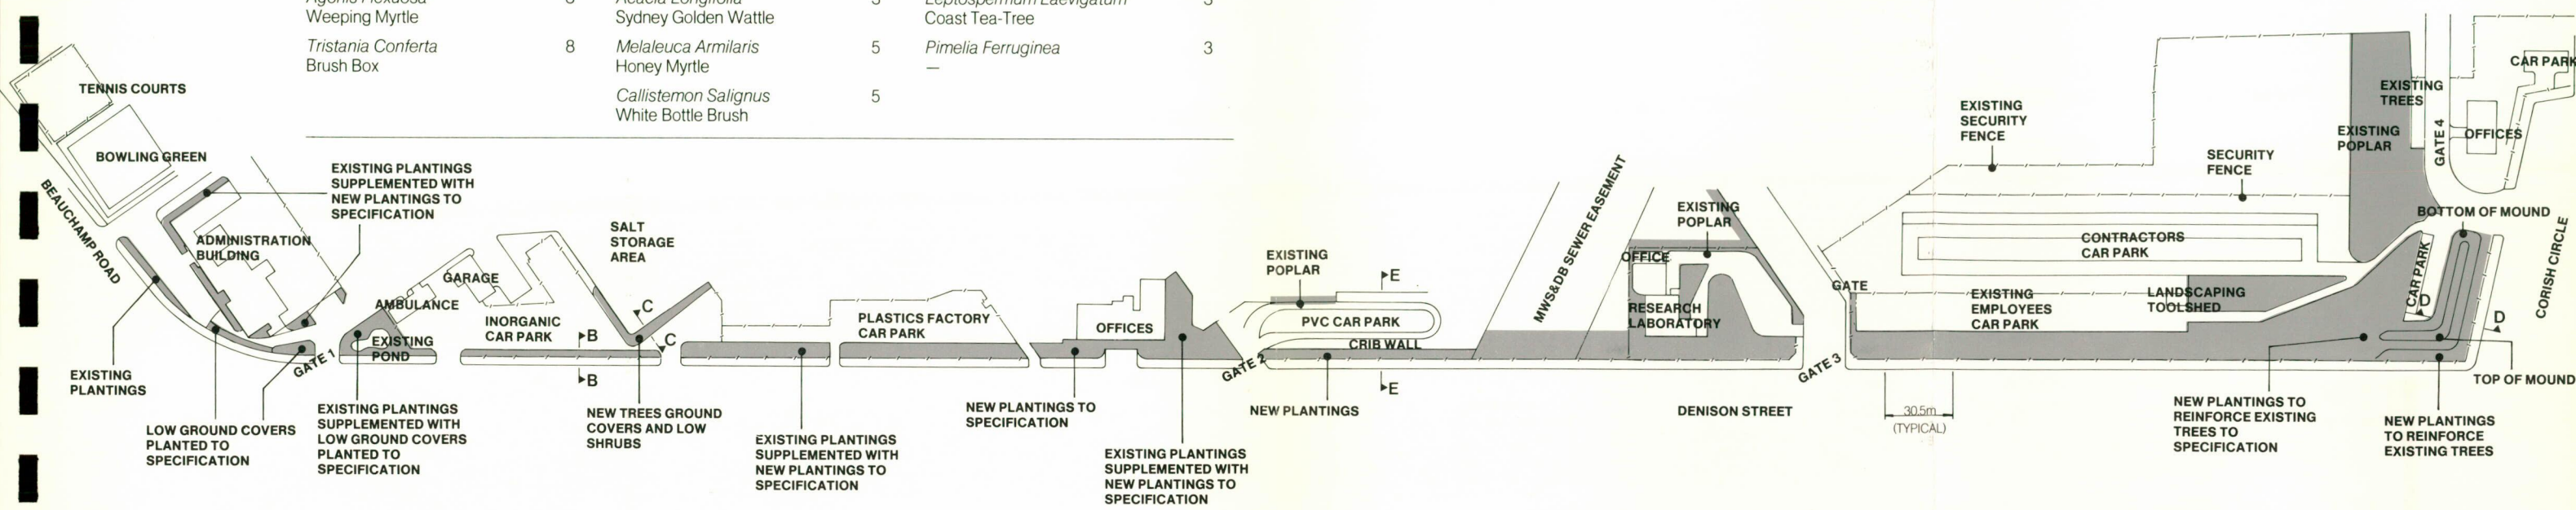 Agonis Flexuosa
Weeping Myrtle
Tristania Conferta 8
Brush Box
Acacia Longifolia
Sydney Golden Wattle
Melaleuca Armilaris 5
Honey Myrtle
Callistemon Salignus 5
White Bottle Brush
Leptospermum Laevigatum
Coast Tea-Tree
Pimelia Ferruginea 3
—
TENNIS COURTS
BOWLING GREEN
BEAUCHAMP ROAD
EXISTING PLANTINGS
SUPPLEMENTED WITH
NEW PLANTINGS TO
SPECIFICATION
ADMINISTRATION
BUILDING
GARAGE
AMBULANCE
EXISTING
POND
GATE 1
EXISTING
PLANTINGS
LOW GROUND COVERS
PLANTED TO
SPECIFICATION
EXISTING PLANTINGS
SUPPLEMENTED WITH
LOW GROUND COVERS
PLANTED TO
SPECIFICATION
INORGANIC
CAR PARK
B
B
SALT
STORAGE
AREA
C
C
NEW TREES GROUND
COVERS AND LOW
SHRUBS
PLASTICS FACTORY
CAR PARK
EXISTING PLANTINGS
SUPPLEMENTED WITH
NEW PLANTINGS TO
SPECIFICATION
OFFICES
NEW PLANTINGS TO
SPECIFICATION
EXISTING PLANTINGS
SUPPLEMENTED WITH
NEW PLANTINGS TO
SPECIFICATION
GATE 2
EXISTING
POPLAR
E
PVC CAR PARK
CRIB WALL
E
NEW PLANTINGS
MWS&DB SEWER EASEMENT
EXISTING
POPLAR
OFFICE
RESEARCH
LABORATORY
DENISON STREET
GATE 3
GATE
EXISTING
SECURITY
FENCE
SECURITY
FENCE
CONTRACTORS
CAR PARK
EXISTING
EMPLOYEES
CAR PARK
LANDSCAPING
TOOLSHED
30.5m
(TYPICAL)
EXISTING
TREES
EXISTING
POPLAR
GATE 4
OFFICES
CAR PARK
BOTTOM OF MOUND
CAR PARK
D
D
CORISH CIRCLE
TOP OF MOUND
NEW PLANTINGS TO
REINFORCE EXISTING
TREES TO
SPECIFICATION
NEW PLANTINGS
TO REINFORCE
EXISTING TREES